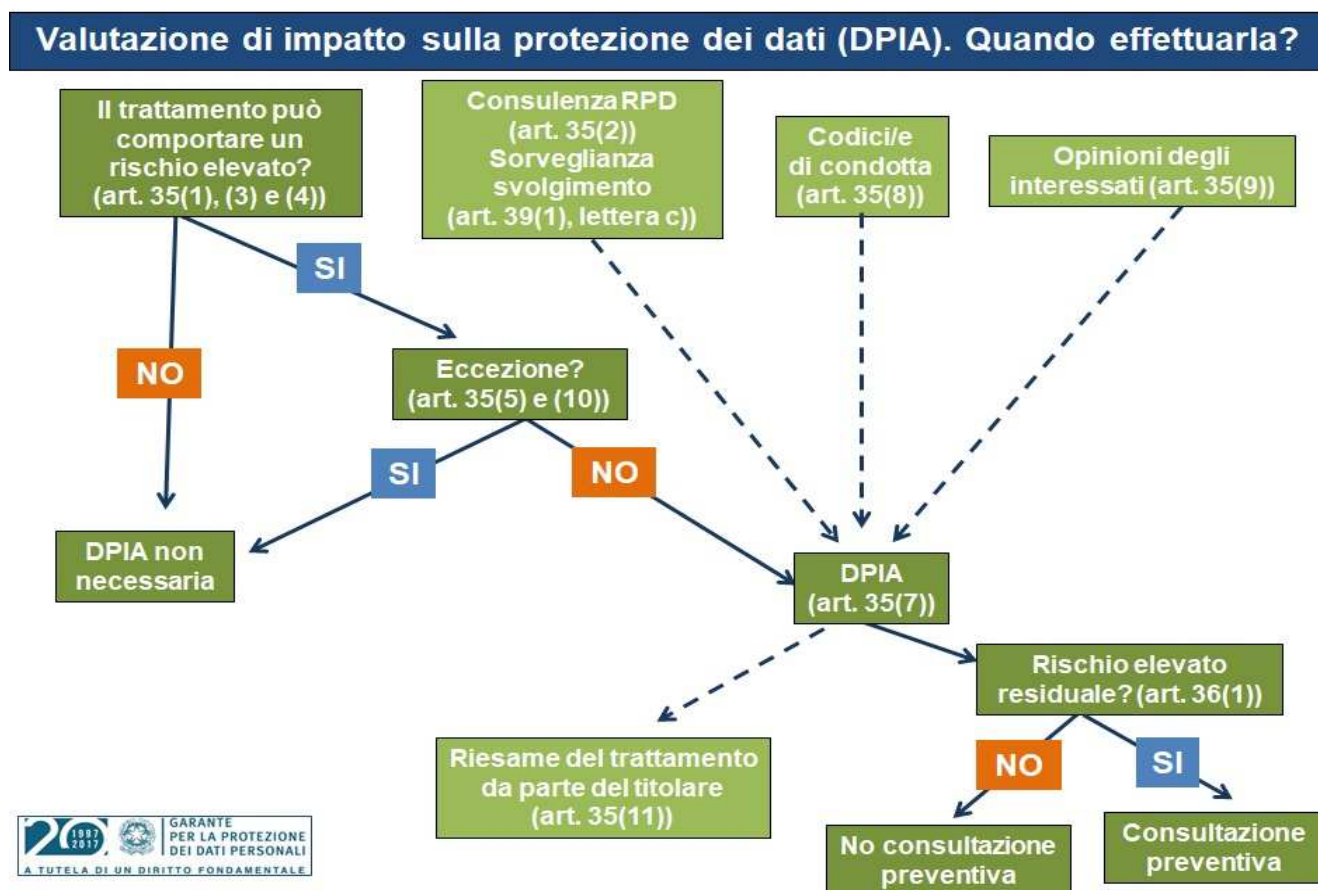 Valutazione di impatto sulla protezione dei dati (DPIA). Quando effettuarla?
Il trattamento può
comportare un
rischio elevato?
(art. 35(1), (3) e (4))
Consulenza RPD
(art. 35(2))
Sorveglianza
svolgimento
(art. 39(1), lettera c))
Codici/e
di condotta
(art. 35(8))
Opinioni degli
interessati (art. 35(9))
SI
NO
Eccezione?
(art. 35(5) e (10))
SI
NO
DPIA non
necessaria
DPIA
(art. 35(7))
Rischio elevato
residuale? (art. 36(1))
Riesame del trattamento
da parte del titolare
(art. 35(11))
NO
SI
No consultazione
preventiva
Consultazione
preventiva
20
1997
2017
GARANTE
PER LA PROTEZIONE
DEI DATI PERSONALI
A TUTELA DI UN DIRITTO FONDAMENTALE